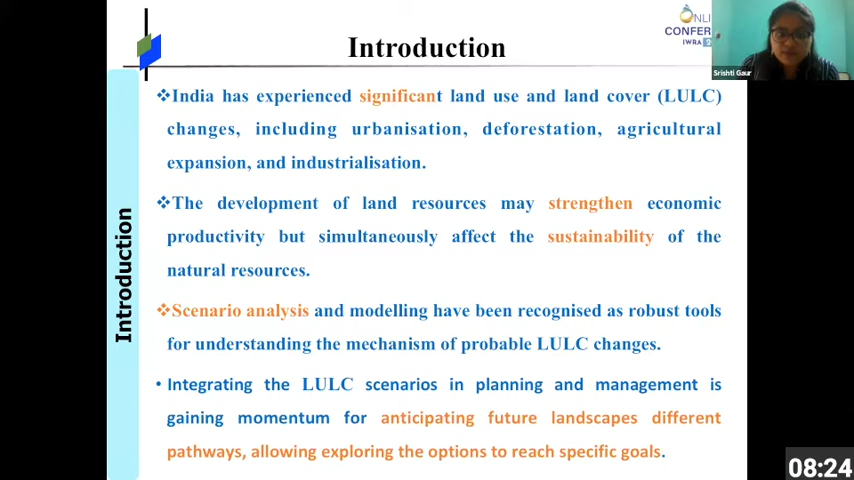 NLI
CONFER
IWRA
Srishti Gaur
Introduction
❖India has experienced significant land use and land cover (LULC)
changes, including urbanisation, deforestation, agricultural
expansion, and industrialisation.
❖The development of land resources may strengthen economic
productivity but simultaneously affect the sustainability of the
natural resources.
❖Scenario analysis and modelling have been recognised as robust tools
for understanding the mechanism of probable LULC changes.
• Integrating the LULC scenarios in planning and management is
gaining momentum for anticipating future landscapes different
pathways, allowing exploring the options to reach specific goals.
Introduction
08:24